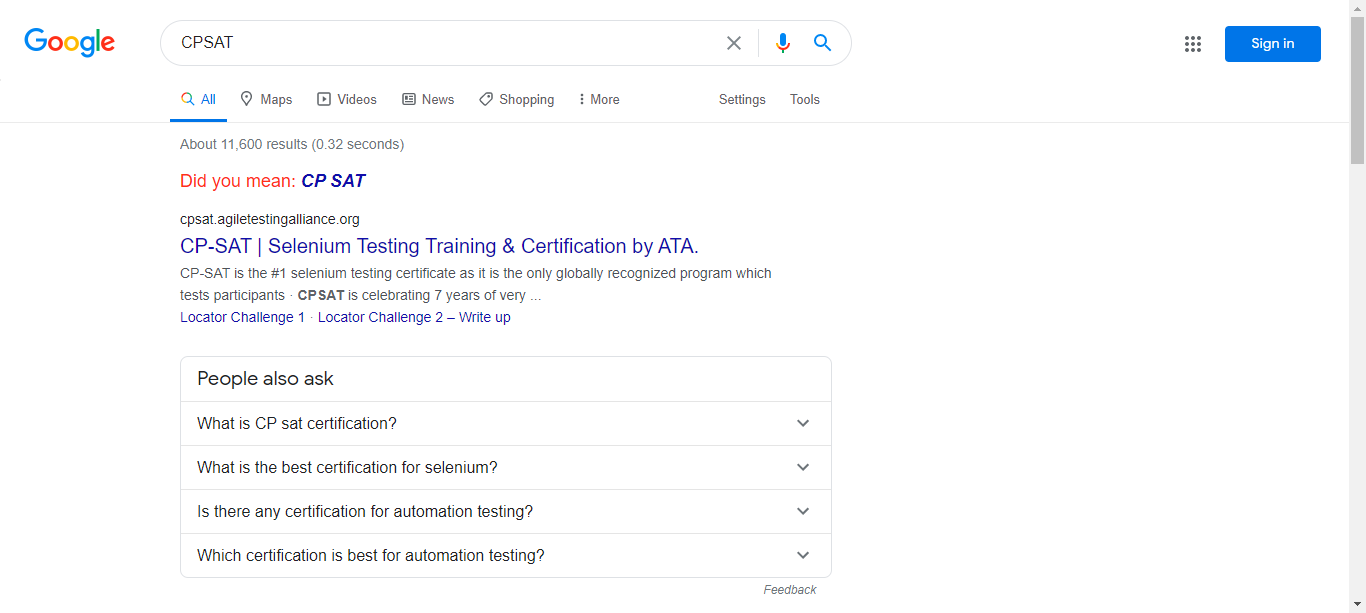 Google
CPSAT
Sign in
All Maps Videos News Shopping More Settings Tools
About 11,600 results (0.32 seconds)
Did you mean: CP SAT
cpsat.agiletestingalliance.org
CP-SAT | Selenium Testing Training & Certification by ATA.
CP-SAT is the #1 selenium testing certificate as it is the only globally recognized program which
tests participants · CPSAT is celebrating 7 years of very ...
Locator Challenge 1 · Locator Challenge 2 – Write up
People also ask
What is CP sat certification?
What is the best certification for selenium?
Is there any certification for automation testing?
Which certification is best for automation testing?
Feedback